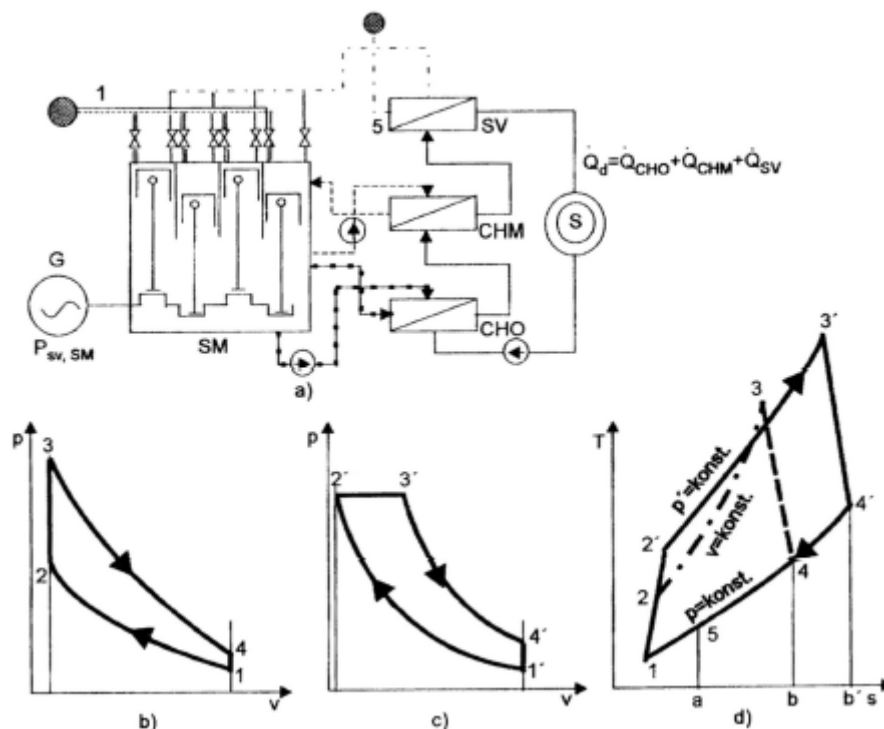 1
5
SV
Q̇d=Q̇CHO+Q̇CHM+Q̇SV
CHM
S
G
CHO
Psv, SM
SM
a)
p
3
2
4
1
v
b)
p
2´
3´
4´
1´
v
c)
T
3´
3
p´=konst.
v=konst.
2´
4´
2
4
p=konst.
5
1
a
b
b´
s
d)